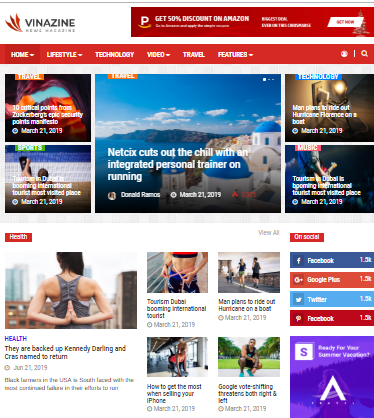 VINAZINE
NEWS MAGAZINE
GET 50% DISCOUNT ON AMAZON
Go to Amazon and apply the simple coupon
BIGGEST DEAL
EVER ON THIS CHRISTMASS
GET NOW
HOME
LIFESTYLE
TECHNOLOGY
VIDEO
TRAVEL
FEATURES
TRAVEL
10 critical points from
Zuckerberg's epic security
points manifesto
March 21, 2019
SPORTS
Tourism in Dubai is
booming international
tourist most visited place
March 21, 2019
TRAVEL
Netcix cuts out the chill with an
integrated personal trainer on
running
Donald Ramos
March 21, 2019
TECHNOLOGY
Man plans to ride out
Hurricane Florence on a
boat
March 21, 2019
MUSIC
Tourism in Dubai is
booming international
tourist most visited place
March 21, 2019
Health
View All
HEALTH
They are backed up Kennedy Darling and
Cras named to return
Jun 21, 2019
Black farmers in the USA is South faced with the
most continued failure in their efforts to run
Tourism Dubai
booming international
tourist
March 21, 2019
Man plans to ride out
Hurricane on a boat
March 21, 2019
How to get the most
when selling your
iPhone
March 21, 2019
Google vote-shifting
threatens both right &
left
March 21, 2019
On social
Facebook 1.5k
Google Plus 1.5k
Twitter 1.5k
Facebook 1.5k
Ready For Your
Summer Vacation?
TRAVEL